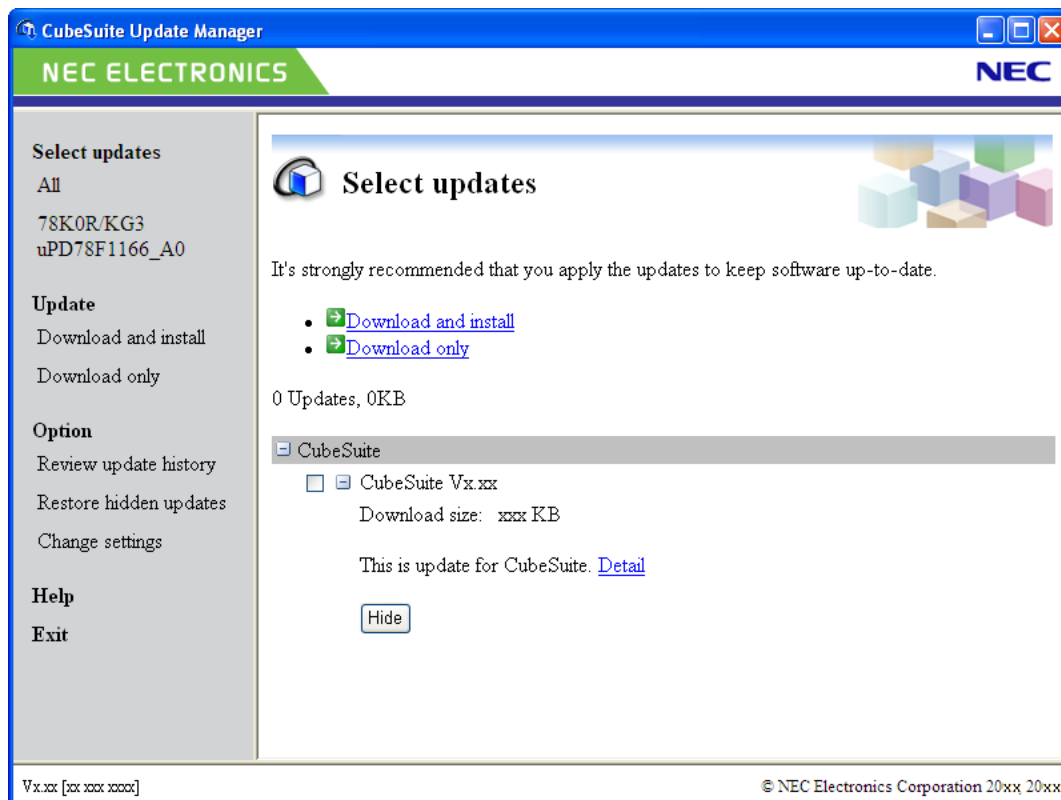 CubeSuite Update Manager
NEC ELECTRONICS
NEC
Select updates
All
78K0R/KG3
uPD78F1166_A0
Update
Download and install
Download only
Option
Review update history
Restore hidden updates
Change settings
Help
Exit
Select updates
It's strongly recommended that you apply the updates to keep software up-to-date.
Download and install
Download only
0 Updates, 0KB
CubeSuite
CubeSuite Vx.xx
Download size: xxx KB
This is update for CubeSuite. Detail
Hide
Vx.xx [xx xxx xxxx]
© NEC Electronics Corporation 20xx, 20xx